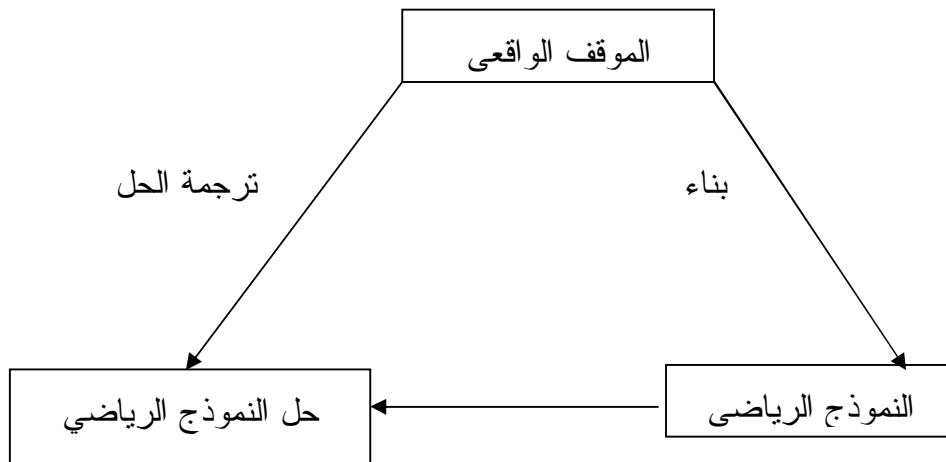 الموقف الواقعى
بناء
ترجمة الحل
النموذج الرياضى
حل النموذج الرياضي